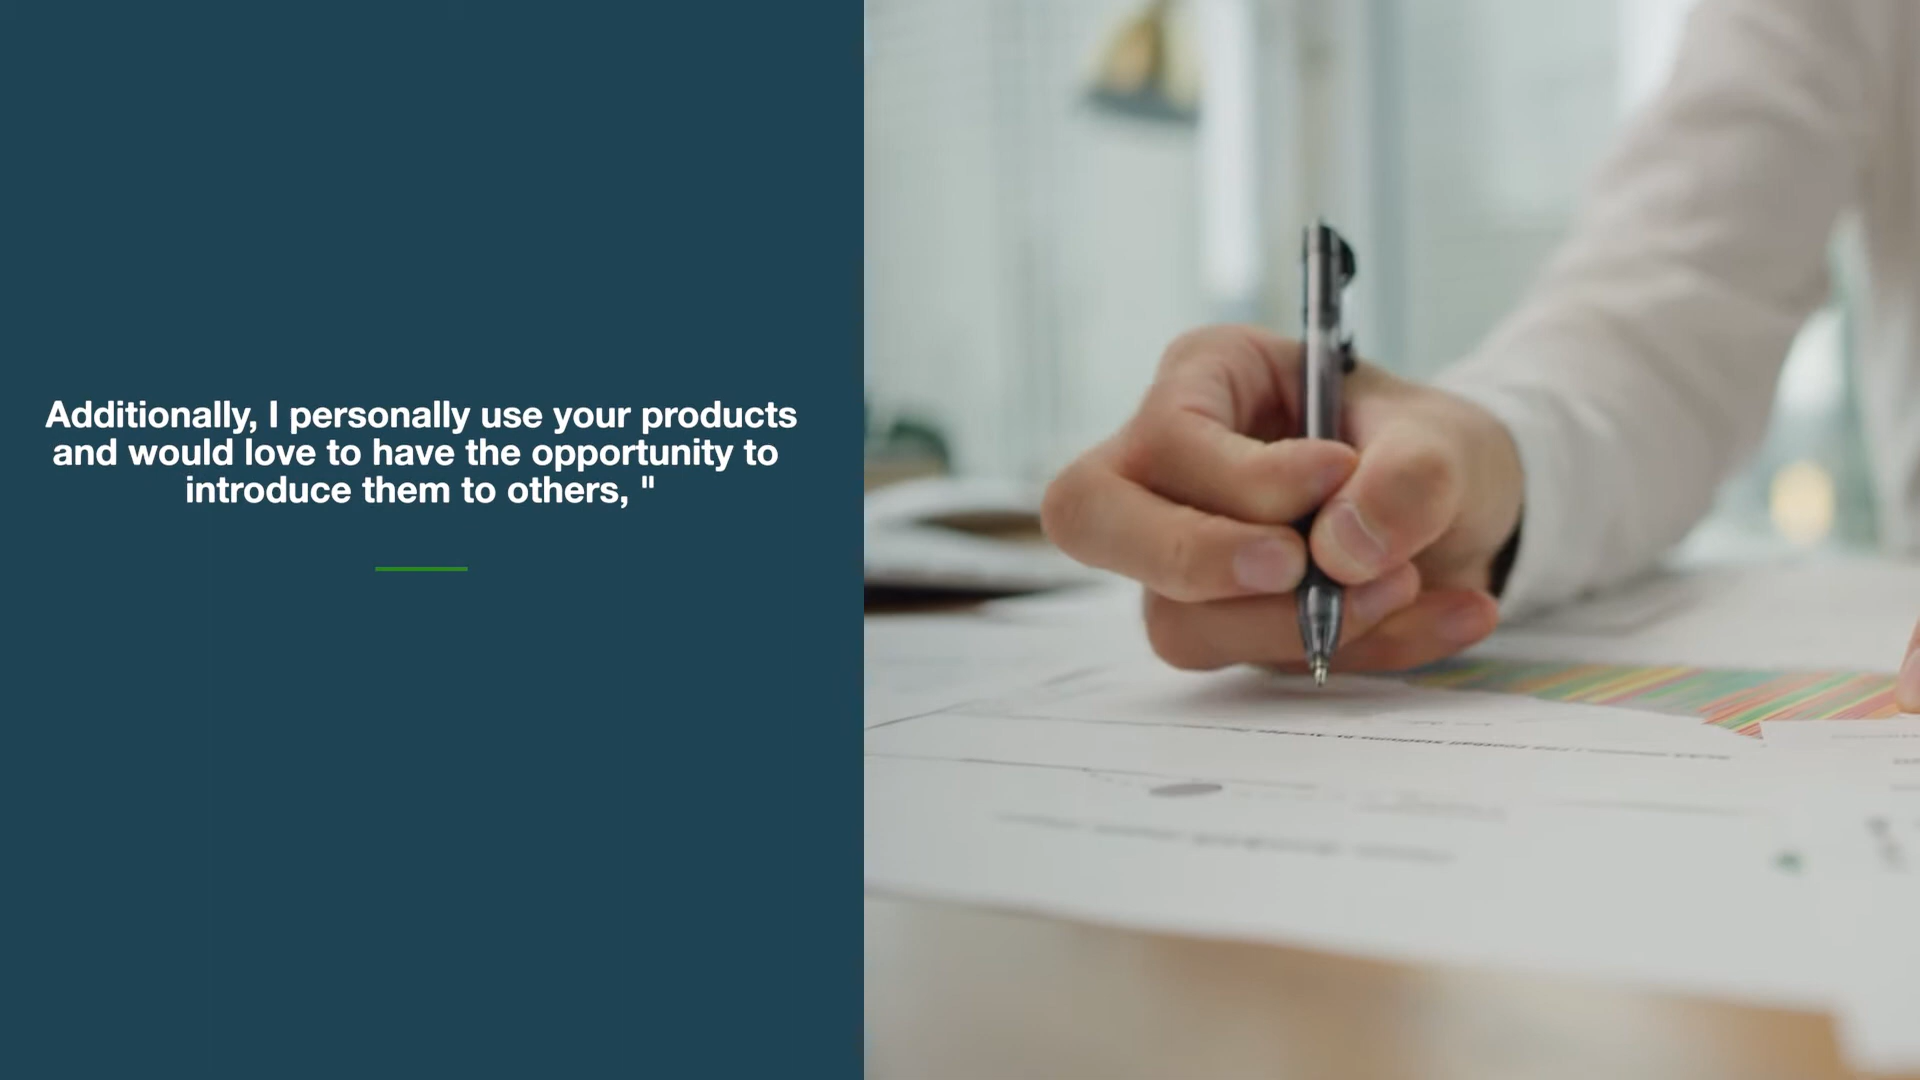 Additionally, I personally use your products
and would love to have the opportunity to
introduce them to others, "